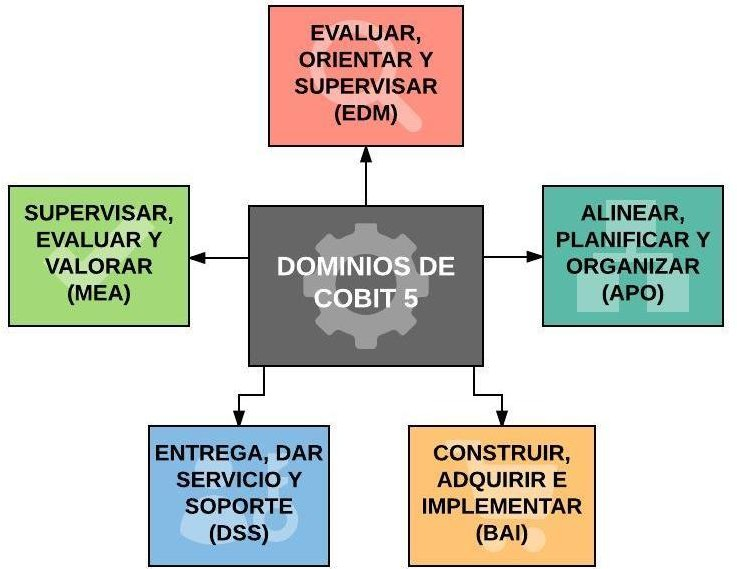 EVALUAR,
ORIENTAR Y
SUPERVISAR
(EDM)
SUPERVISAR,
EVALUAR Y
VALORAR
(MEA)
DOMINIOS DE
COBIT 5
ALINEAR,
PLANIFICAR Y
ORGANIZAR
(APO)
ENTREGA, DAR
SERVICIO Y
SOPORTE
(DSS)
CONSTRUIR,
ADQUIRIR E
IMPLEMENTAR
(BAI)